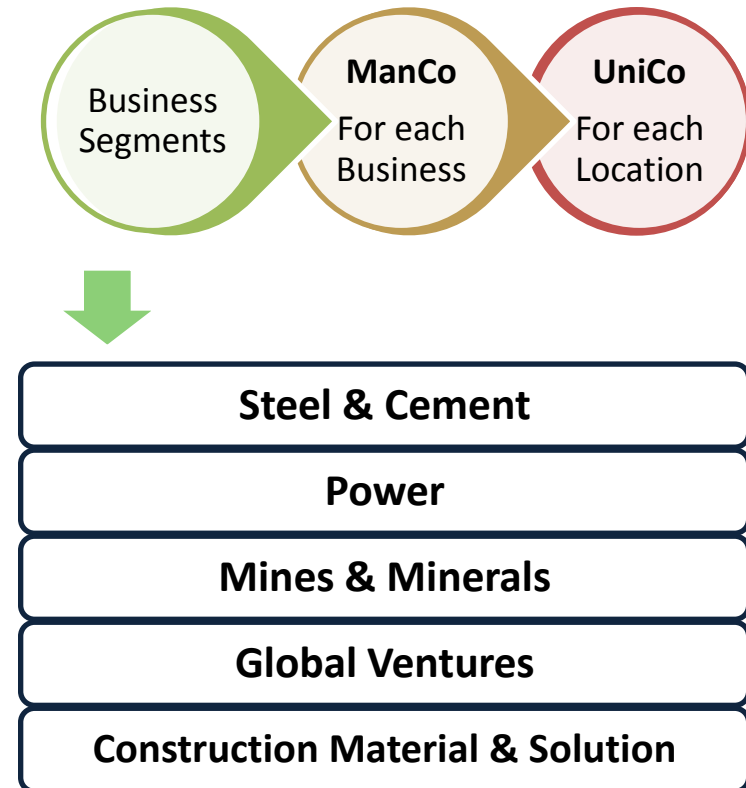 Business
Segments
ManCo
For each
Business
UniCo
For each
Location
Steel & Cement
Power
Mines & Minerals
Global Ventures
Construction Material & Solution